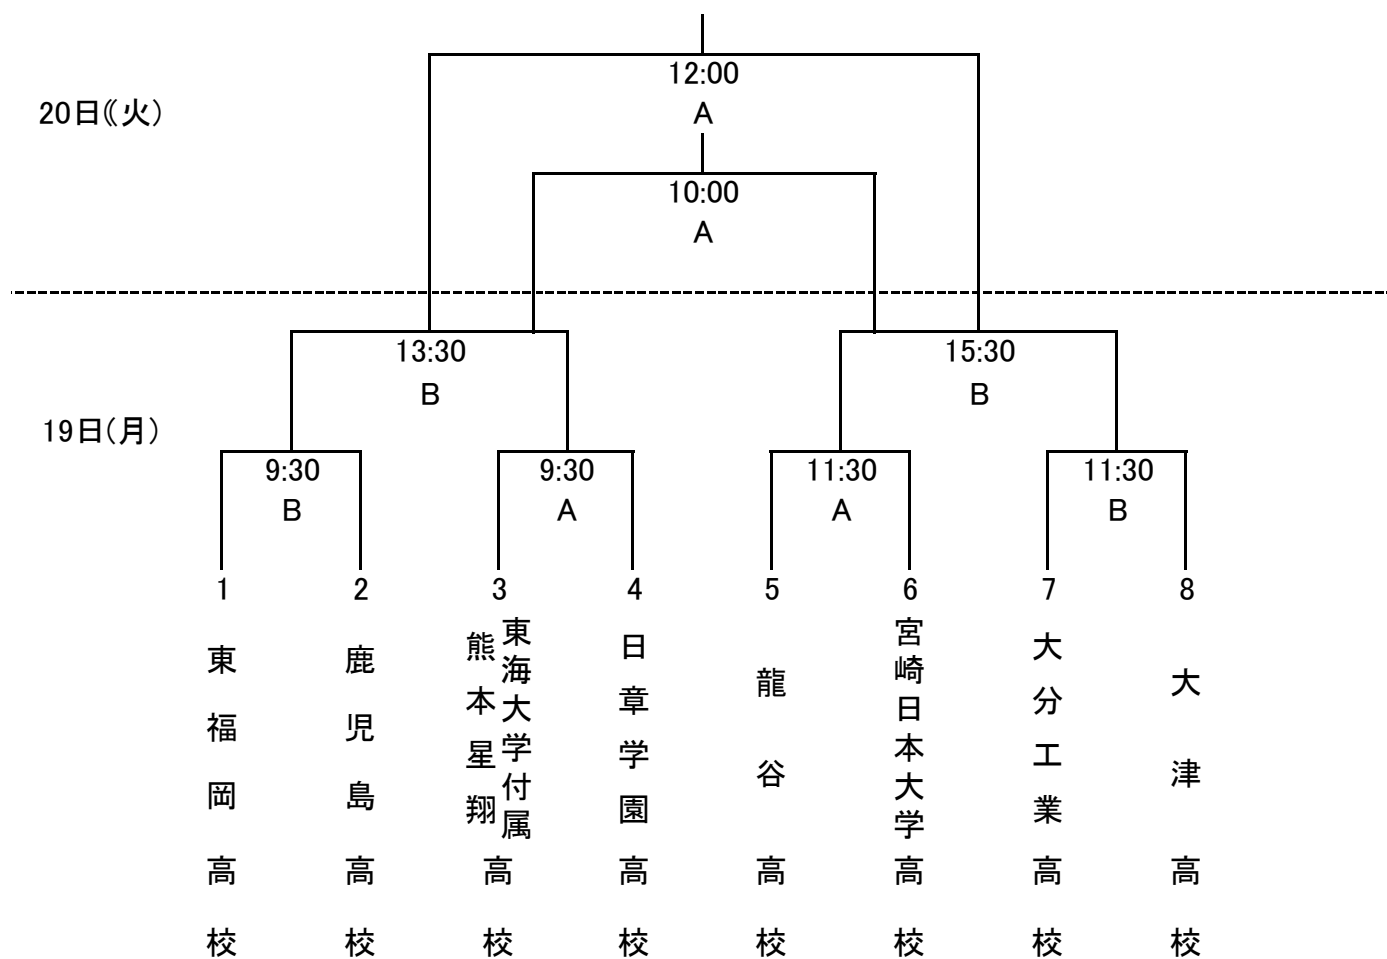 12:00
20日(（火）
A
10:00
A
13:30
15:30
B
B
19日(月)
9:30
9:30
11:30
11:30
B
A
A
B
1
2
3
4
5
6
7
8
東福岡高校
鹿児島高校
東海大学付属
熊本星翔高校
日章学園高校
龍谷高校
宮崎日本大学高校
大分工業高校
大津高校